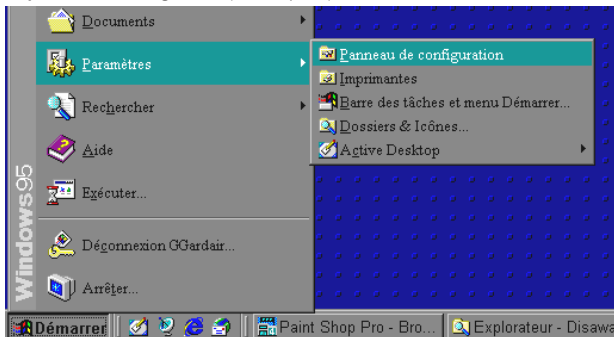 Documents
Paramètres
Rechercher
Aide
Exécuter...
Déconnexion GGardair...
Arrêter...
Windows95
Panneau de configuration
Imprimantes
Barre des tâches et menu Démarrer...
Dossiers & Icônes...
Active Desktop
Démarrer
Paint Shop Pro - Bro...
Explorateur - Disawa